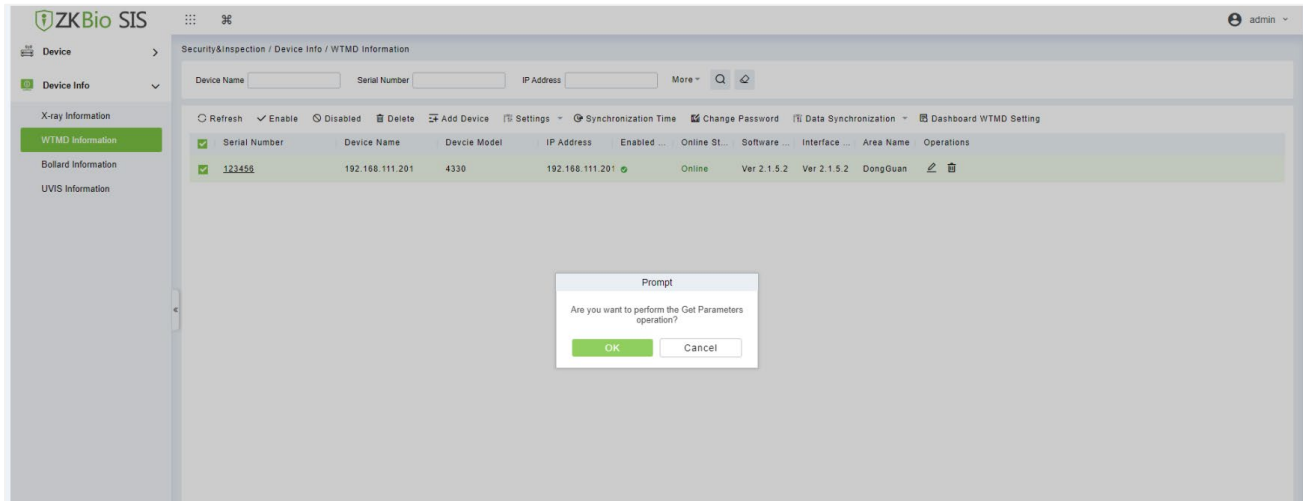 ZKBio SIS
admin
Device
Device Info
X-ray Information
WTMD Information
Bollard Information
UVIS Information
Security&Inspection / Device Info / WTMD Information
Device Name Serial Number IP Address More
Refresh Enable Disabled Delete Add Device Settings Synchronization Time Change Password Data Synchronization Dashboard WTMD Setting
Serial Number Device Name Devcie Model IP Address Enabled ... Online St... Software ... Interface ... Area Name Operations
123456 192.168.111.201 4330 192.168.111.201 Online Ver 2.1.5.2 Ver 2.1.5.2 DongGuan
Prompt
Are you want to perform the Get Parameters
operation?
OK Cancel